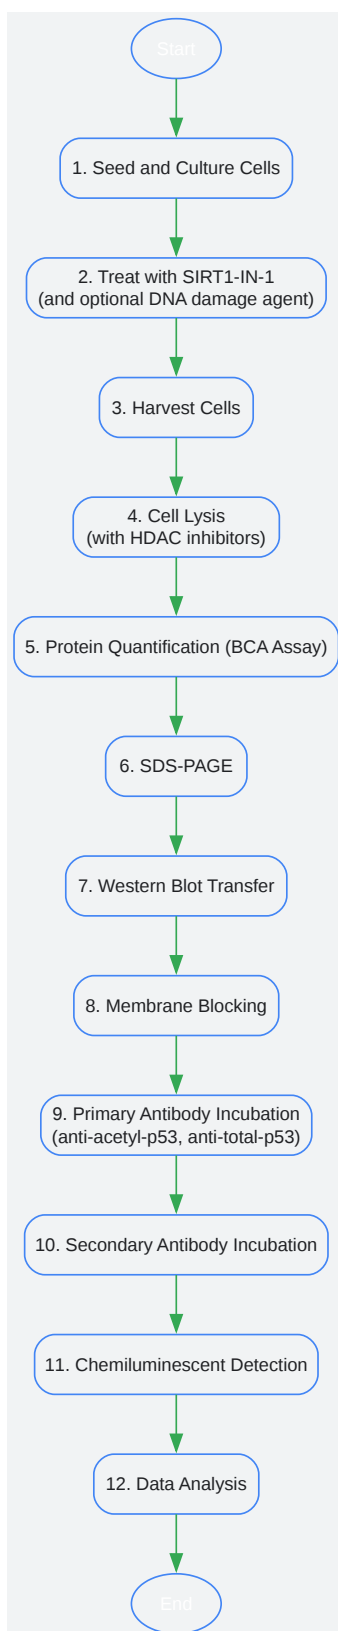 Start
1. Seed and Culture Cells
2. Treat with SIRT1-IN-1
(and optional DNA damage agent)
3. Harvest Cells
4. Cell Lysis
(with HDAC inhibitors)
5. Protein Quantification (BCA Assay)
6. SDS-PAGE
7. Western Blot Transfer
8. Membrane Blocking
9. Primary Antibody Incubation
(anti-acetyl-p53, anti-total-p53)
10. Secondary Antibody Incubation
11. Chemiluminescent Detection
12. Data Analysis
End